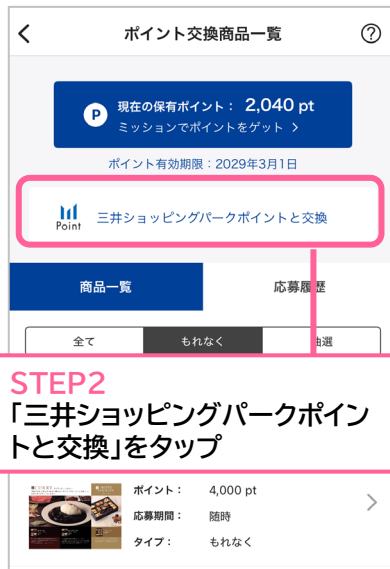 ポイント交換商品一覧
?
P 現在の保有ポイント： 2,040 pt
ミッションでポイントをゲット >
ポイント有効期限：2029年3月1日
Point 三井ショッピングパークポイントと交換
商品一覧 応募履歴
全て もれなく 抽選
STEP2
「三井ショッピングパークポイン
トと交換」をタップ
ポイント： 4,000 pt
応募期間： 随時
タイプ： もれなく